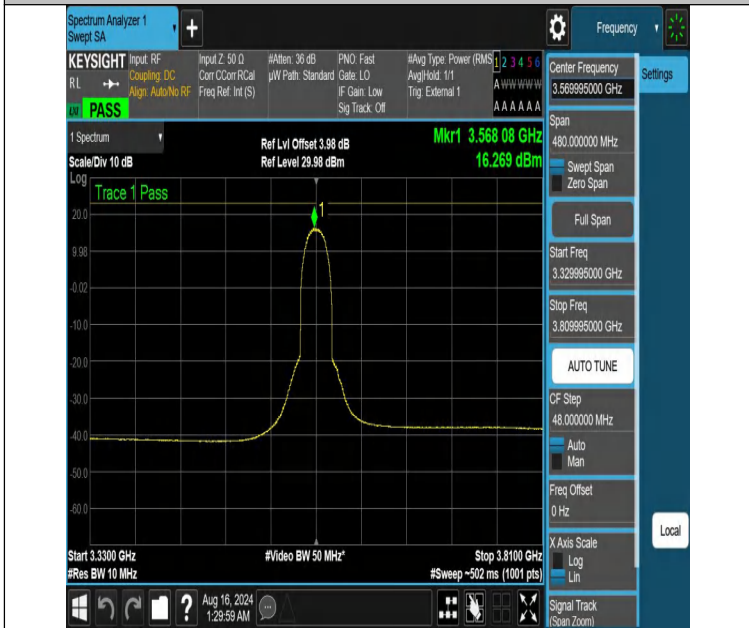 Spectrum Analyzer 1
Swept SA
+
Frequency
KEYSIGHT
RL
LXI
PASS
Input: RF
Coupling: DC
Align: Auto/No RF
Input Z: 50 Ω
Corr CCorr RCal
Freq Ref: Int (S)
#Atten: 36 dB
µW Path: Standard
PNO: Fast
Gate: LO
IF Gain: Low
Sig Track: Off
#Avg Type: Power (RMS
Avg|Hold: 1/1
Trig: External 1
1 2 3 4 5 6
A W W W W W
A A A A A A
1 Spectrum
Scale/Div 10 dB
Ref Lvl Offset 3.98 dB
Ref Level 29.98 dBm
Mkr1 3.568 08 GHz
16.269 dBm
Log
Trace 1 Pass
1
20.0
9.98
-0.02
-10.0
-20.0
-30.0
-40.0
-50.0
-60.0
Start 3.3300 GHz
#Res BW 10 MHz
#Video BW 50 MHz*
Stop 3.8100 GHz
#Sweep ~502 ms (1001 pts)
Center Frequency
3.569995000 GHz
Settings
Span
480.000000 MHz
Swept Span
Zero Span
Full Span
Start Freq
3.329995000 GHz
Stop Freq
3.809995000 GHz
AUTO TUNE
CF Step
48.000000 MHz
Auto
Man
Freq Offset
0 Hz
X Axis Scale
Log
Lin
Local
Signal Track
(Span Zoom)
?
Aug 16, 2024
1:29:59 AM